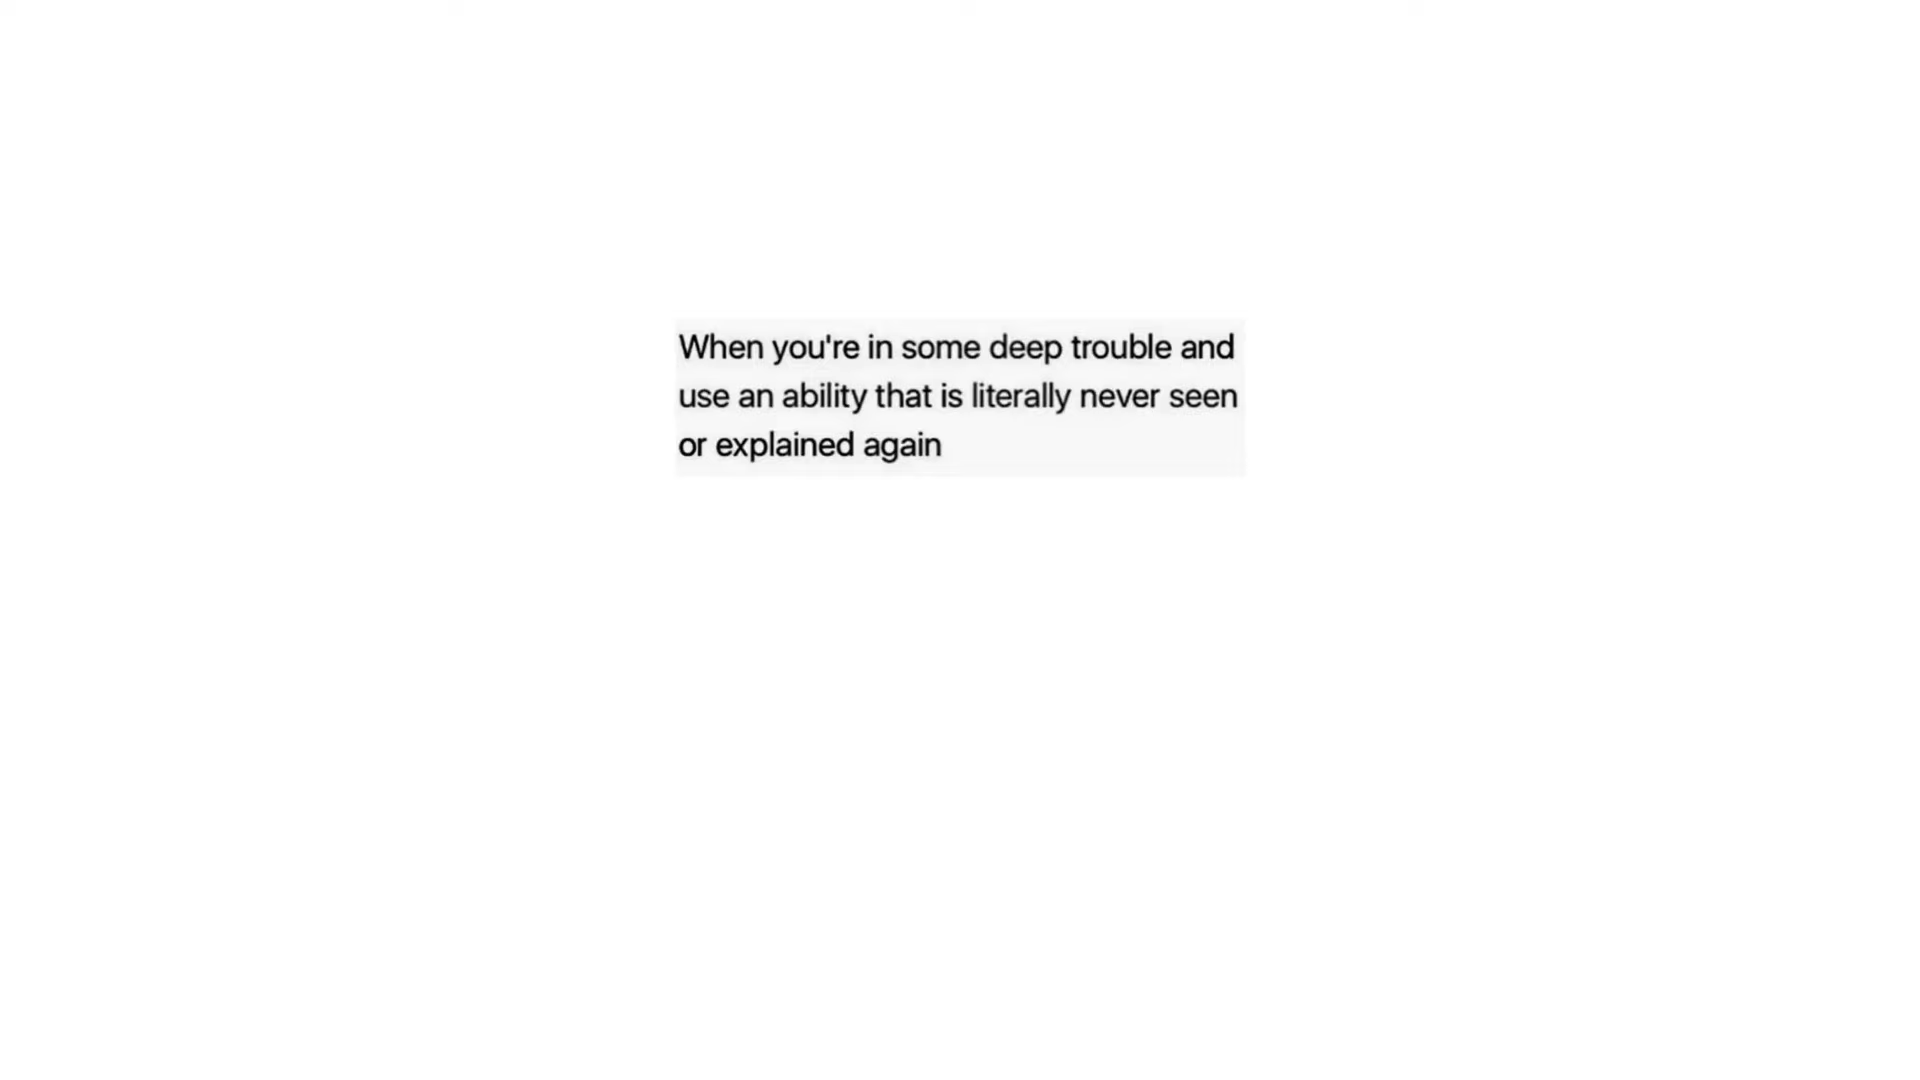 When you're in some deep trouble and
use an ability that is literally never seen
or explained again